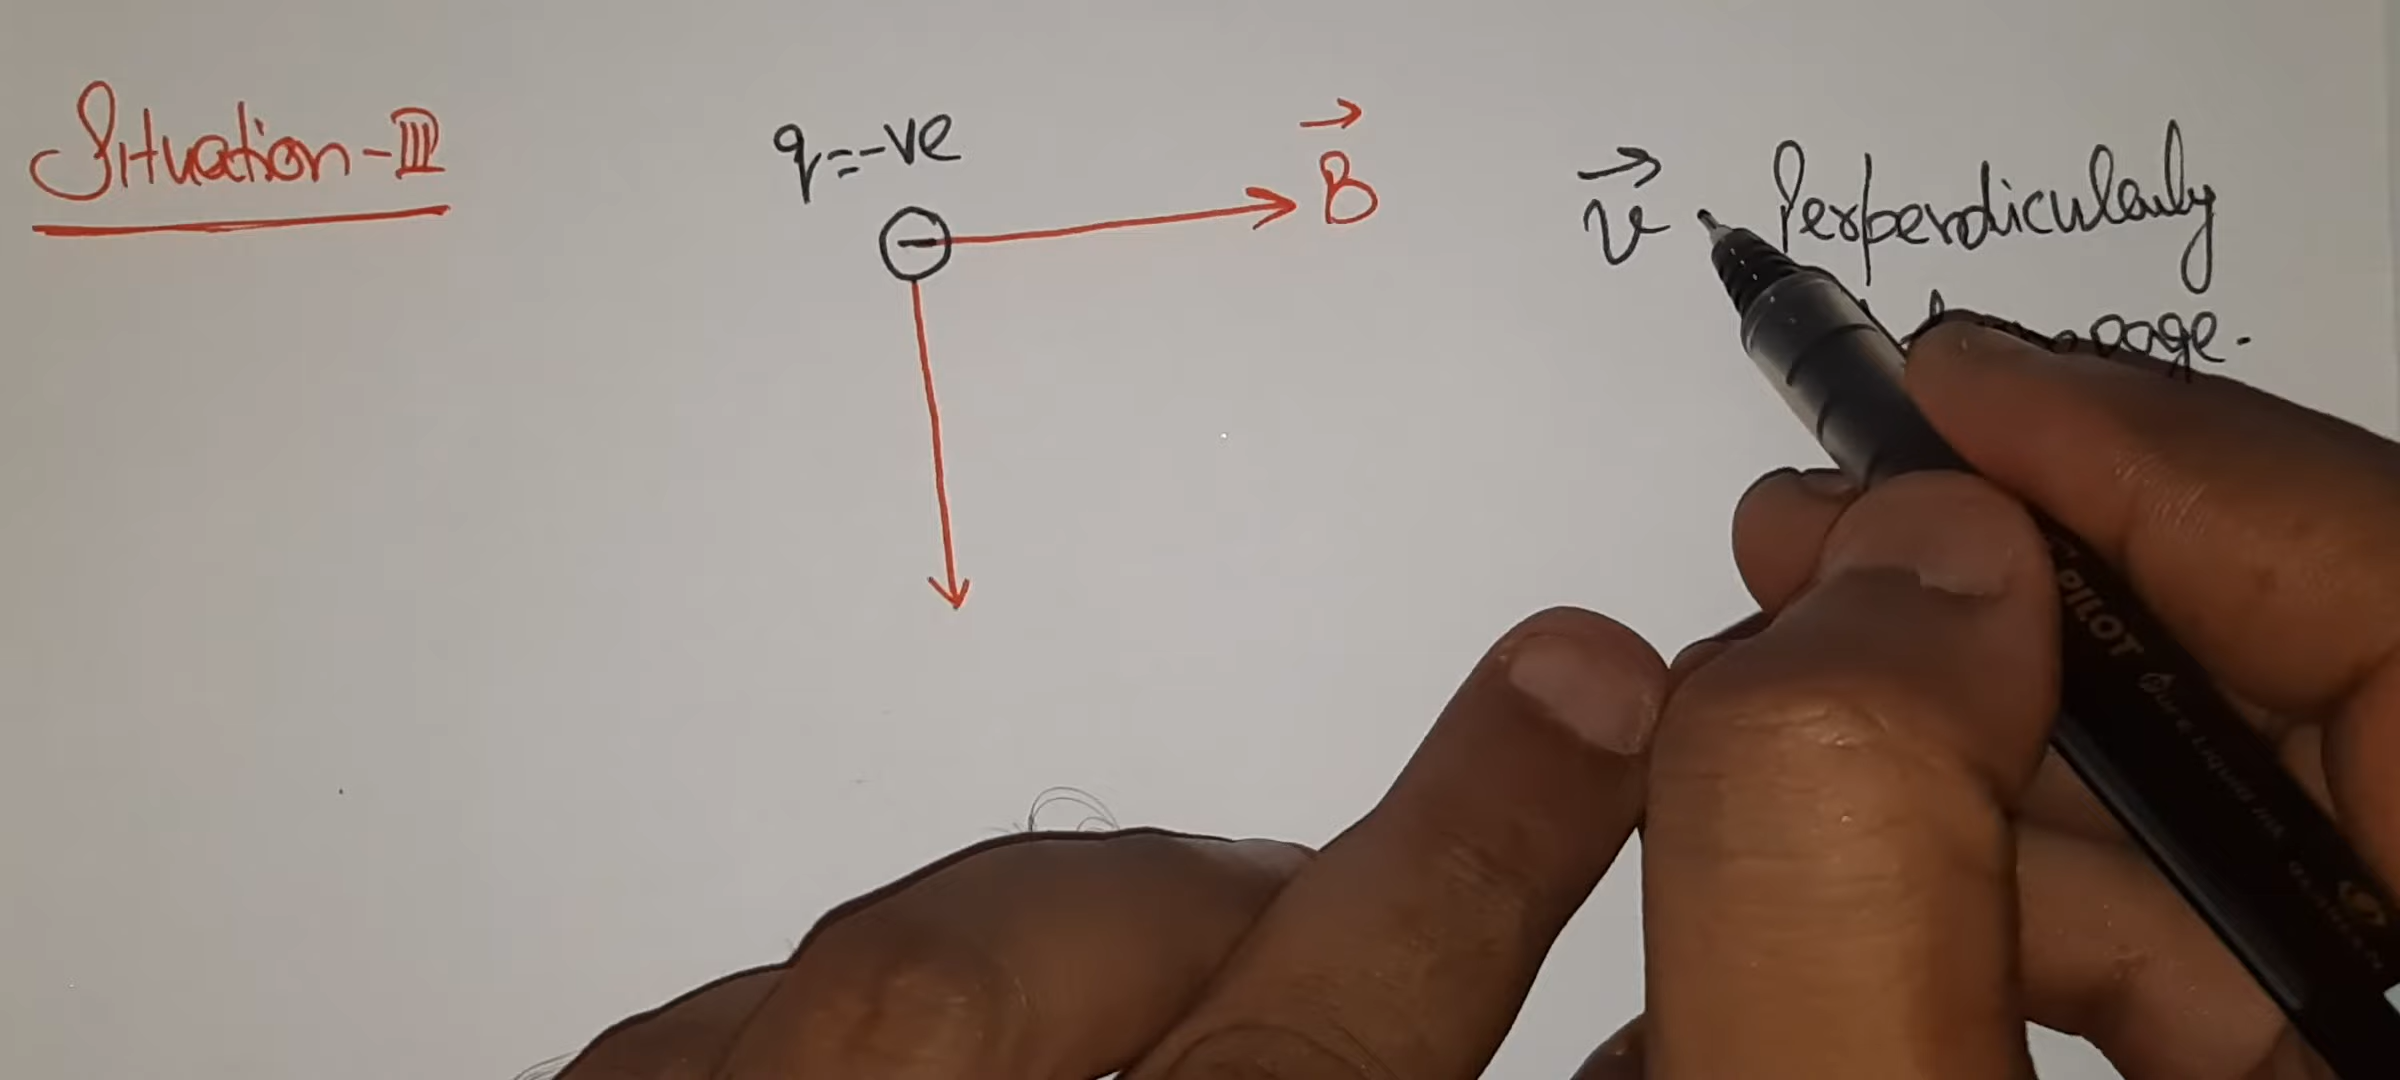 Situation-III
q=-ve
B
v Perpendicularly
page.
PILOT